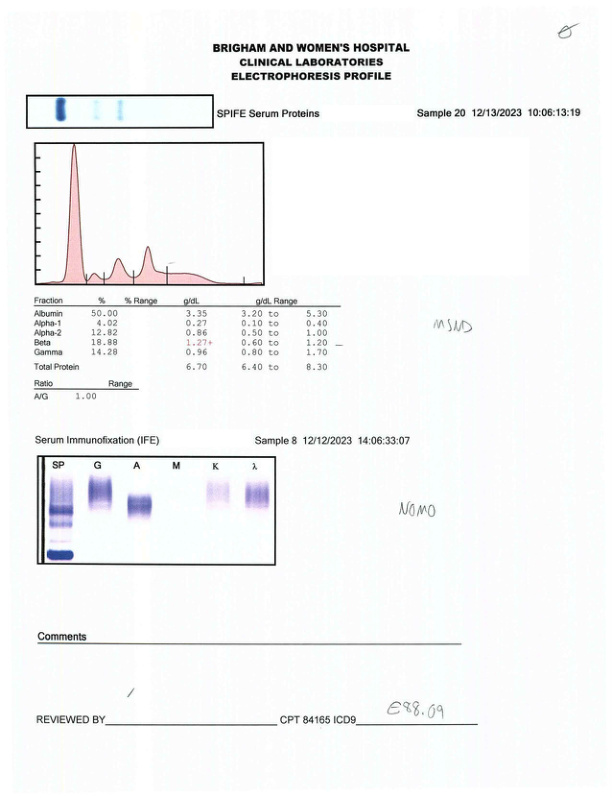 BRIGHAM AND WOMEN'S HOSPITAL
CLINICAL LABORATORIES
ELECTROPHORESIS PROFILE
SPIFE Serum Proteins Sample 20 12/13/2023 10:06:13:19
Fraction % % Range g/dL g/dL Range
Albumin 50.00 3.35 3.20 to 5.30
Alpha-1 4.02 0.27 0.10 to 0.40
Alpha-2 12.82 0.86 0.50 to 1.00
Beta 18.88 1.27+ 0.60 to 1.20
Gamma 14.28 0.96 0.80 to 1.70
Total Protein 6.70 6.40 to 8.30
MSND
Ratio Range
A/G 1.00
Serum Immunofixation (IFE) Sample 8 12/12/2023 14:06:33:07
SP G A M K λ
NOMO
Comments
REVIEWED BY CPT 84165 ICD9 E88.09